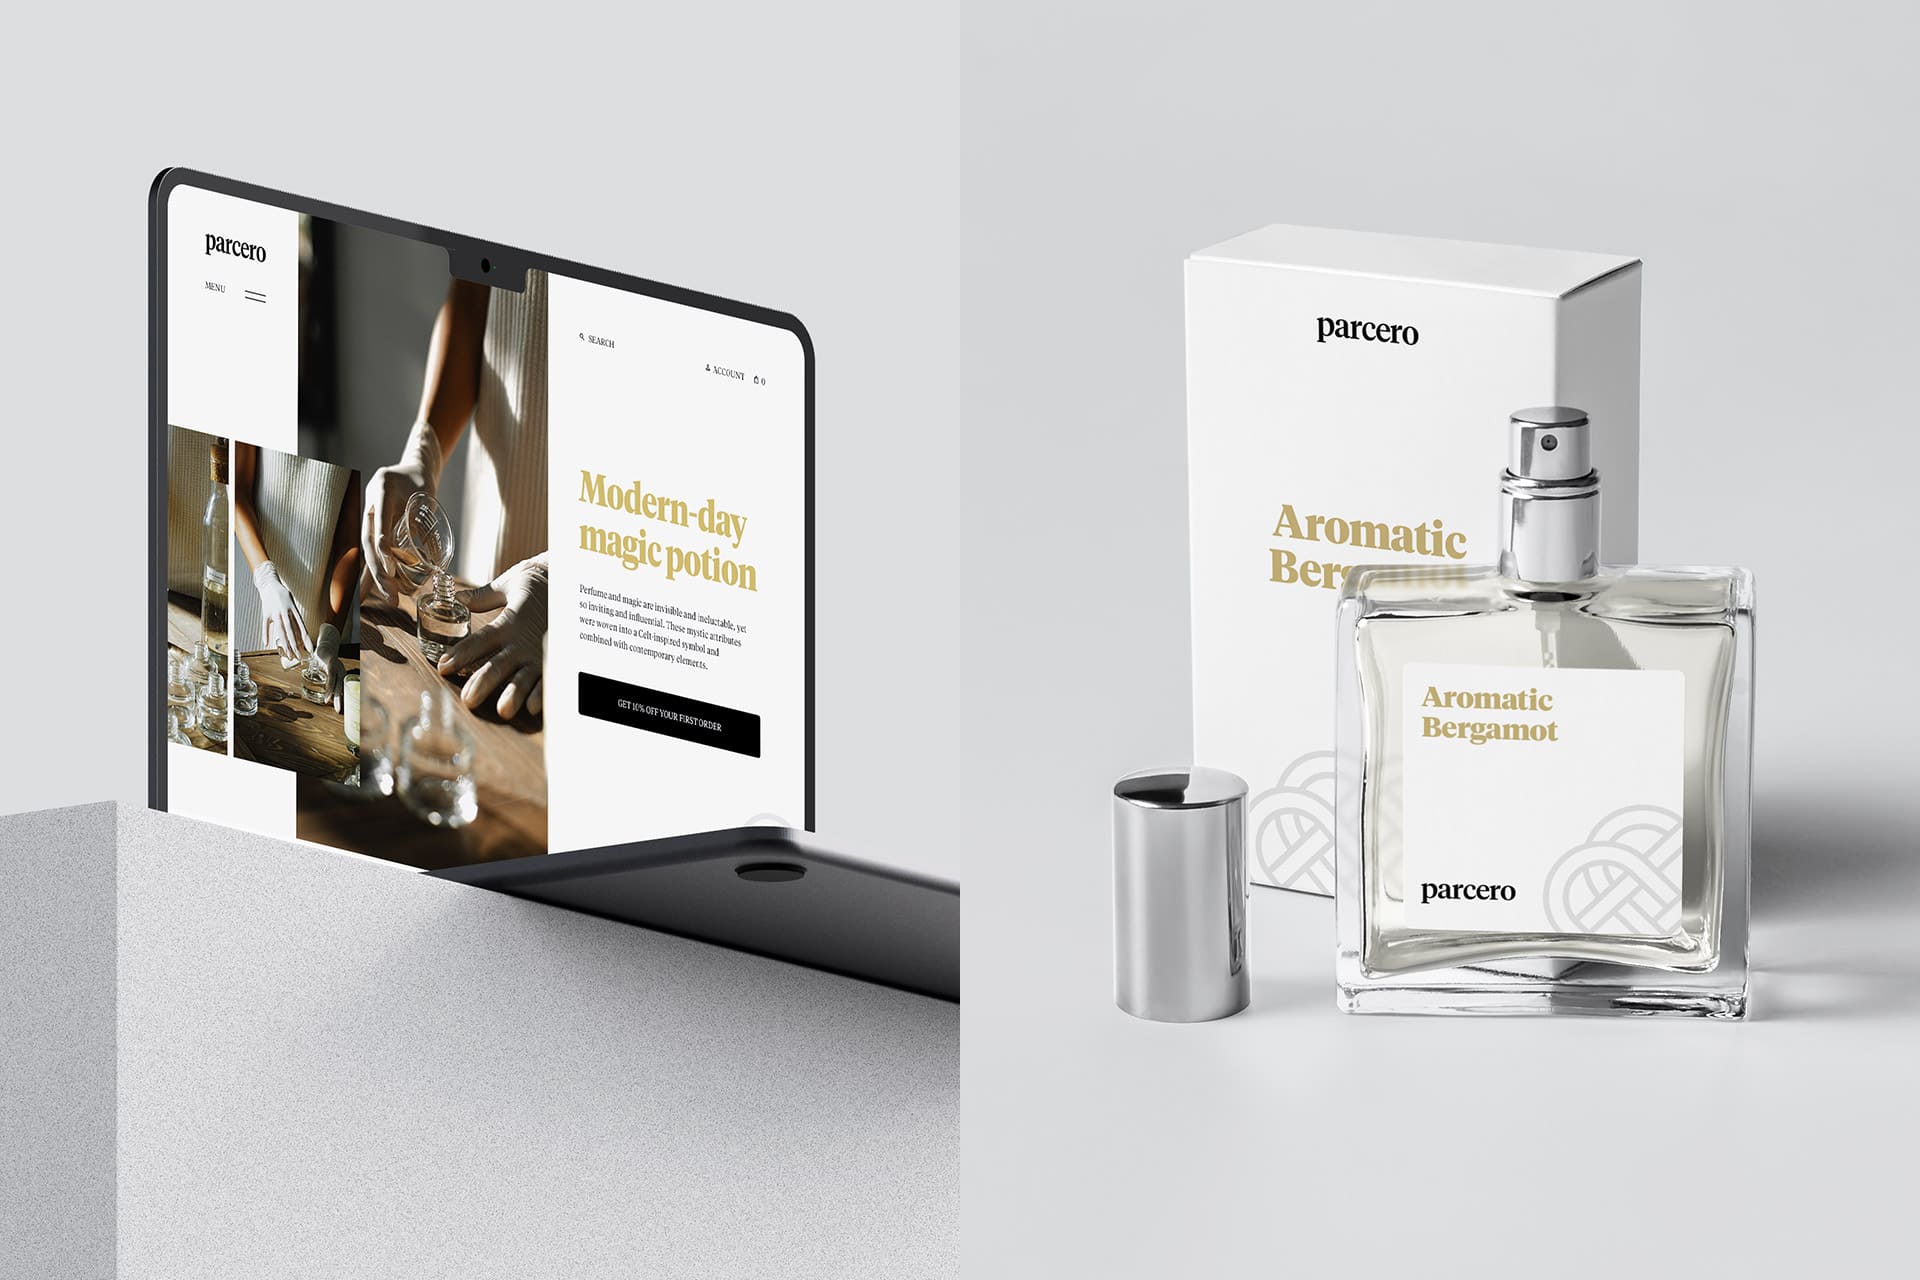 parcero
MENU
SEARCH
ACCOUNT 0
Modern-day
magic potion
Perfume and magic are invisible and ineluctable, yet
so inviting and influential. These mystic attributes
were woven into a Celt-inspired symbol and
combined with contemporary elements.
GET 10% OFF YOUR FIRST ORDER
parcero
Aromatic
Ber
Aromatic
Bergamot
parcero